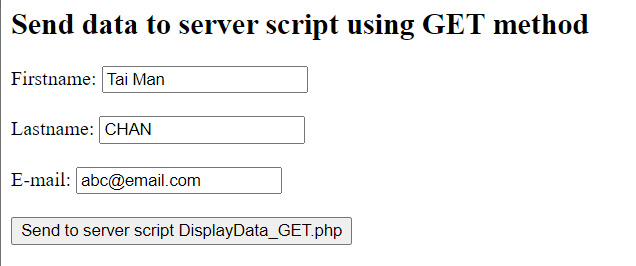 Send data to server script using GET method
Firstname: Tai Man
Lastname: CHAN
E-mail: abc@email.com
Send to server script DisplayData_GET.php